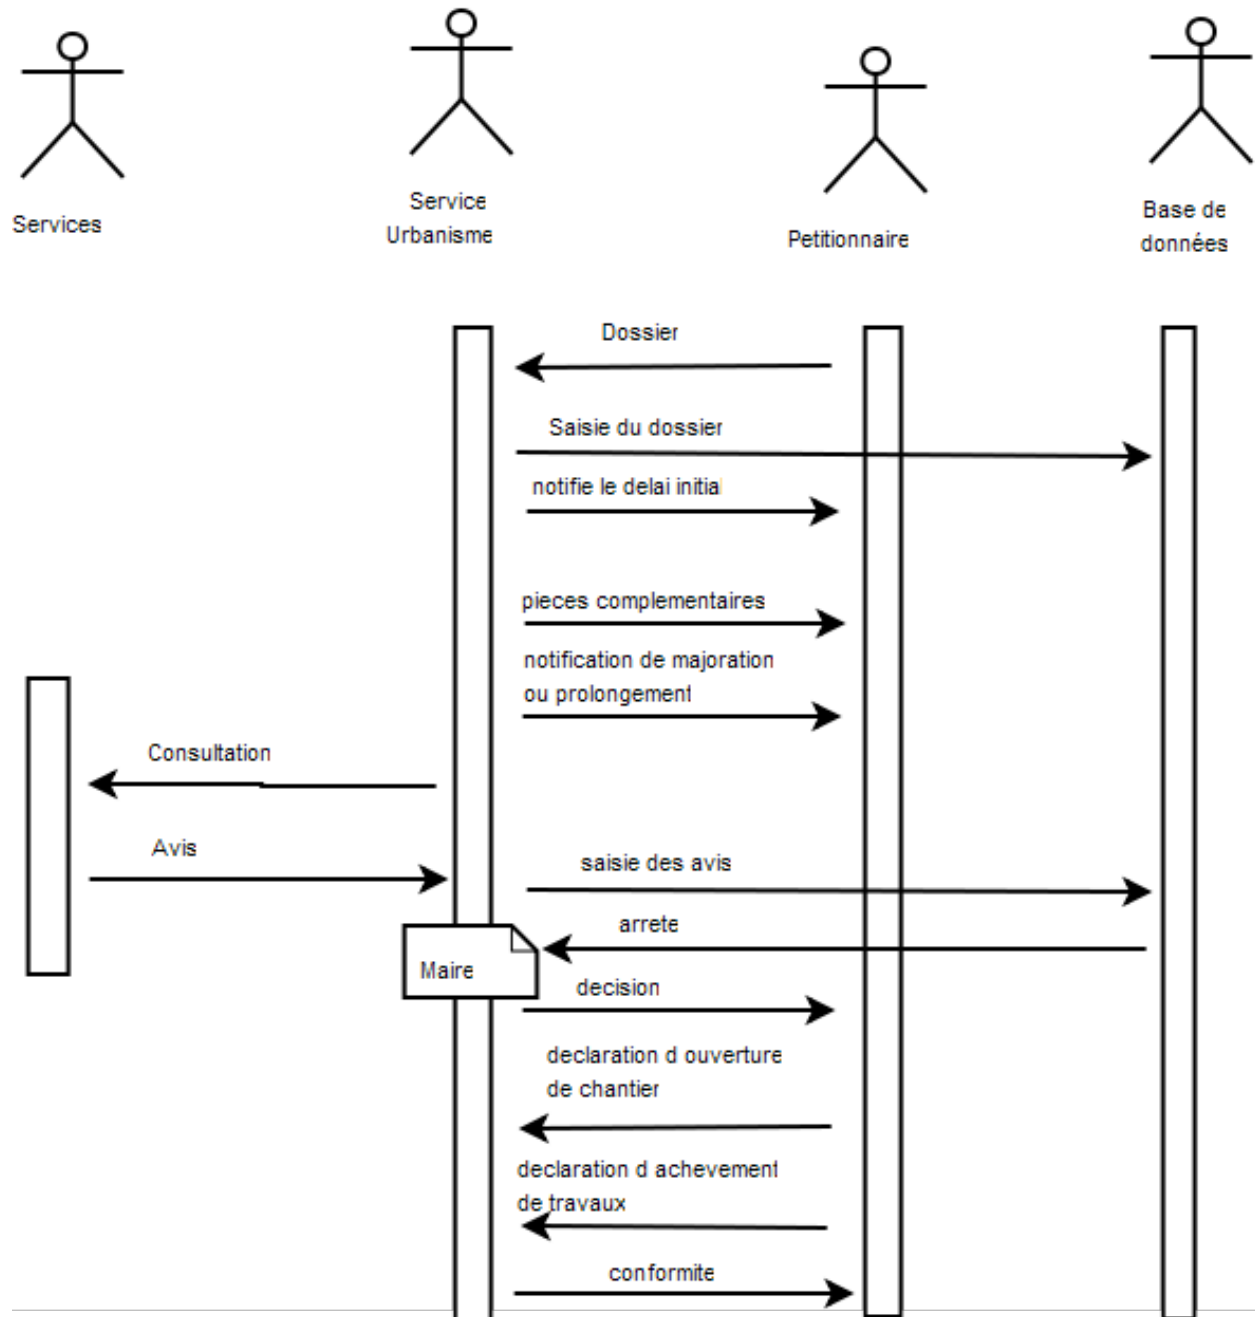 Services
Service
Urbanisme
Petitionnaire
Base de
données
Dossier
Saisie du dossier
notifie le delai initial
pieces complementaires
notification de majoration
ou prolongement
Consultation
Avis
saisie des avis
arrete
Maire
decision
declaration d ouverture
de chantier
declaration d achevement
de travaux
conformite